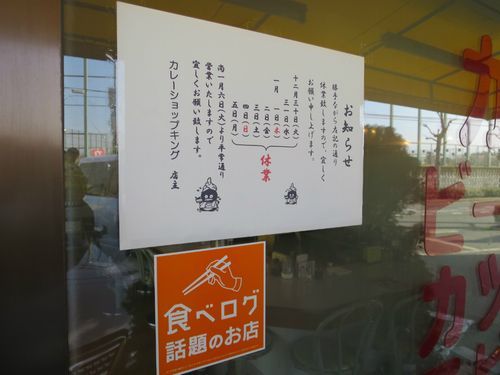 お知らせ
勝手ながら左記の通り
休業致しますので、宜しく
お願い申し上げます。
十二月三十日(火)
三一日(水)
一月 一日(木)
二日(金)
三日(土)
四日(日)
五日(月)
休業
尚一月六日(火)より平常通り
営業いたしますので
宜しくお願い致します。
カレーショップキング 店主
食べログ
話題のお店
ビ
カツ